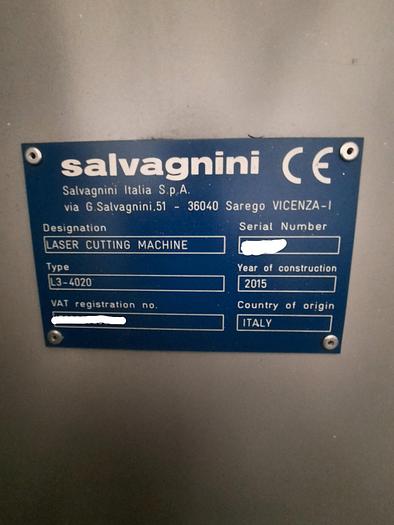 salvagnini CE
Salvagnini Italia S.p.A.
via G.Salvagnini,51 - 36040 Sarego VICENZA-I
Designation Serial Number
LASER CUTTING MACHINE
Type Year of construction
L3-4020 2015
VAT registration no. Country of origin
ITALY